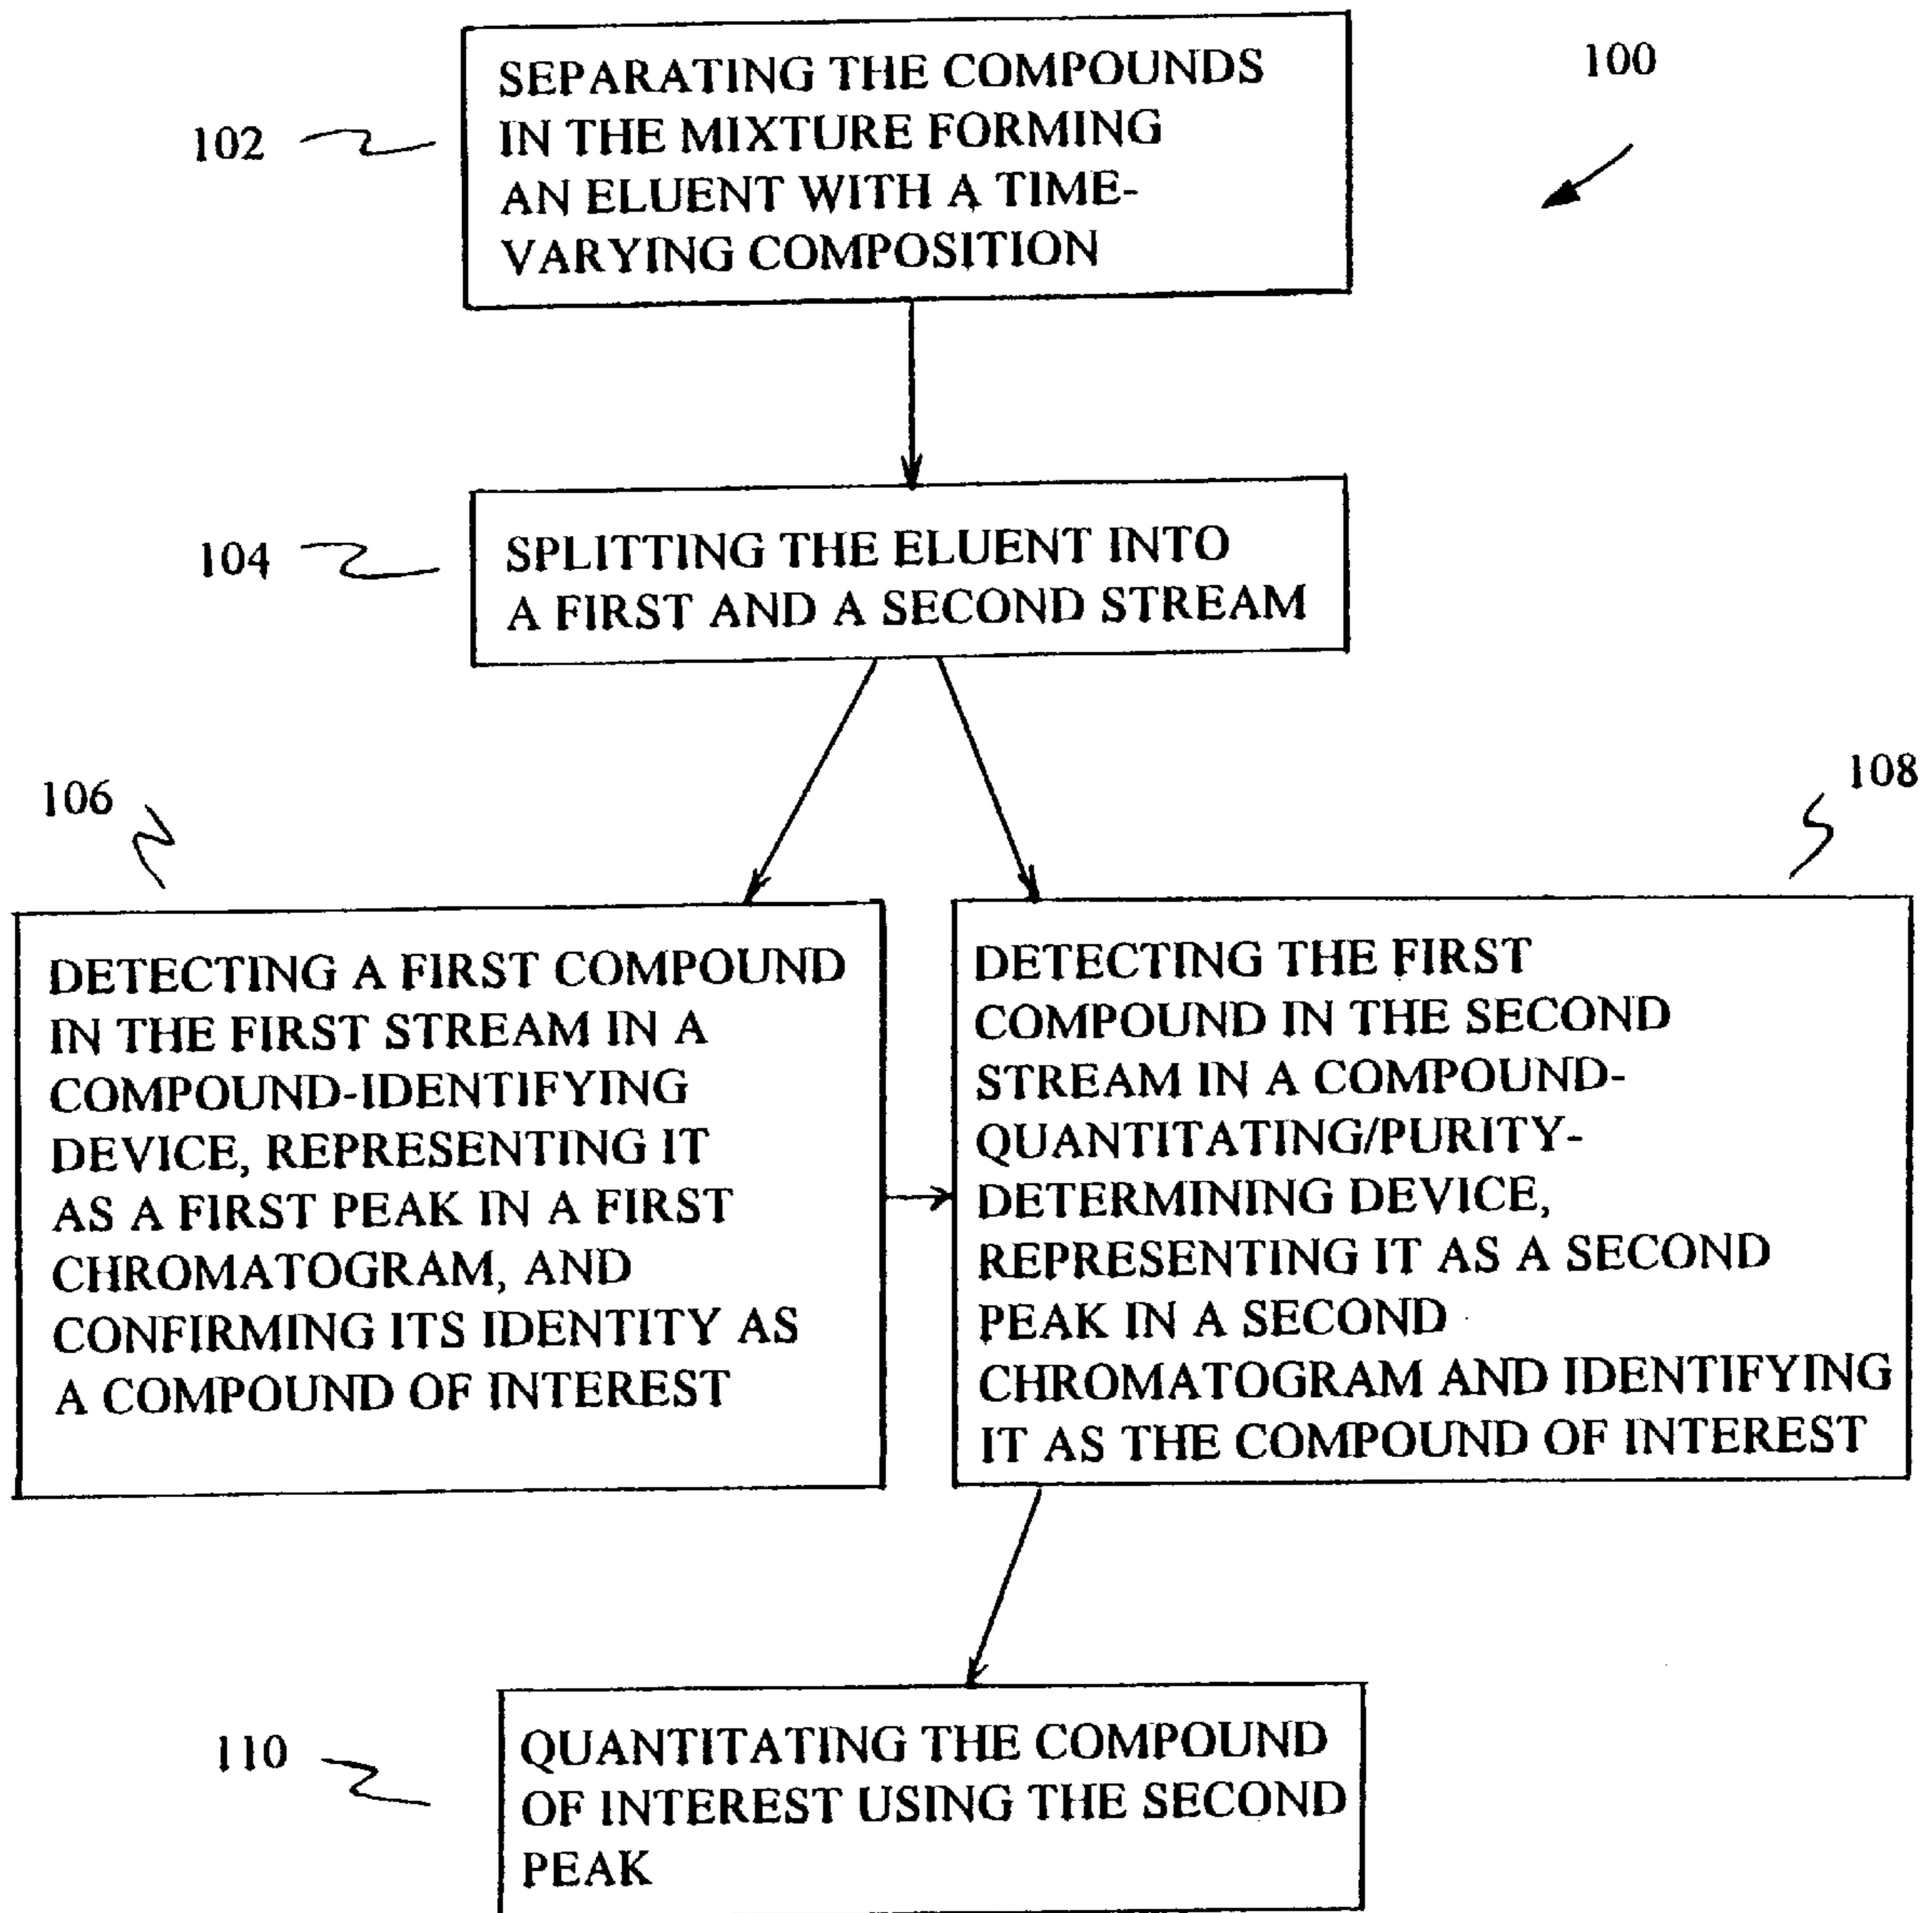 100
102
SEPARATING THE COMPOUNDS
IN THE MIXTURE FORMING
AN ELUENT WITH A TIME-
VARYING COMPOSITION
104
SPLITTING THE ELUENT INTO
A FIRST AND A SECOND STREAM
106
DETECTING A FIRST COMPOUND
IN THE FIRST STREAM IN A
COMPOUND-IDENTIFYING
DEVICE, REPRESENTING IT
AS A FIRST PEAK IN A FIRST
CHROMATOGRAM, AND
CONFIRMING ITS IDENTITY AS
A COMPOUND OF INTEREST
108
DETECTING THE FIRST
COMPOUND IN THE SECOND
STREAM IN A COMPOUND-
QUANTITATING/PURITY-
DETERMINING DEVICE,
REPRESENTING IT AS A SECOND
PEAK IN A SECOND
CHROMATOGRAM AND IDENTIFYING
IT AS THE COMPOUND OF INTEREST
110
QUANTITATING THE COMPOUND
OF INTEREST USING THE SECOND
PEAK